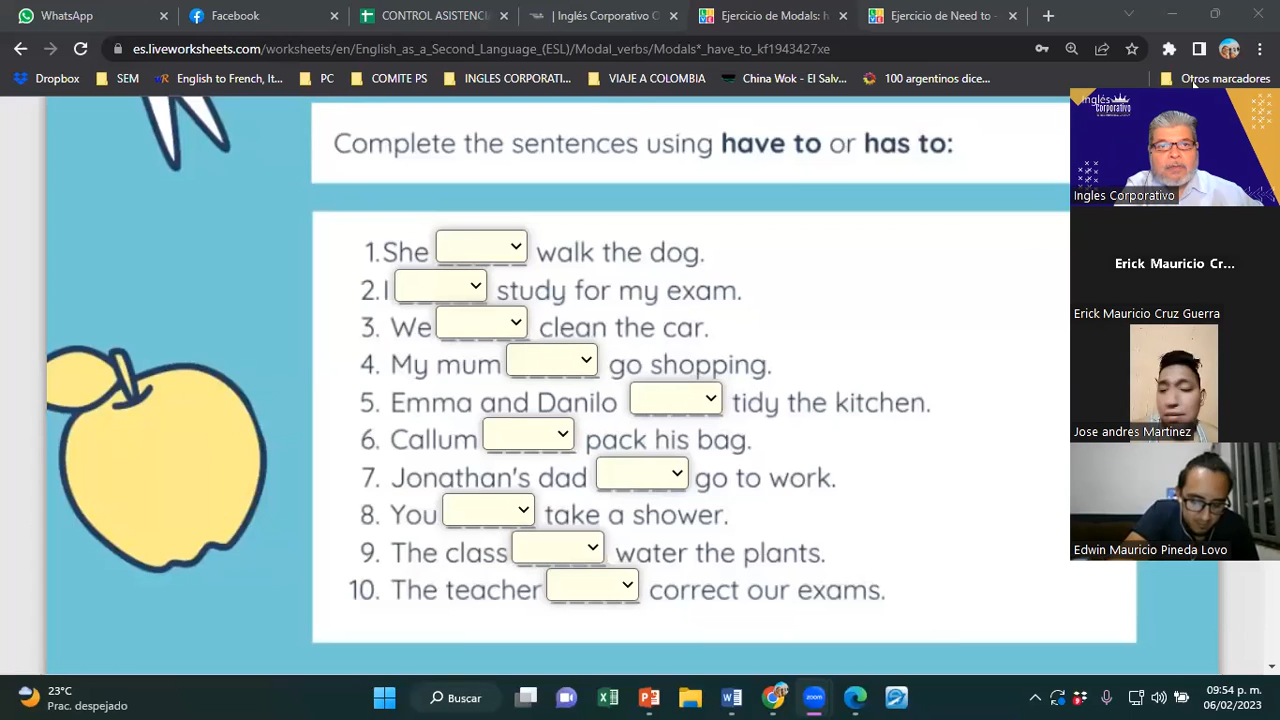 WhatsApp
Facebook
CONTROL ASISTENCI
| Inglés Corporativo G
Ejercicio de Modals: h
Ejercicio de Need to -
es.liveworksheets.com/worksheets/en/English_as_a_Second_Language_(ESL)/Modal_verbs/Modals*_have_to_kf1943427xe
Dropbox
SEM
English to French, It...
PC
COMITE PS
INGLES CORPORATI...
VIAJE A COLOMBIA
China Wok - El Salv...
100 argentinos dice...
Otros marcadores
Complete the sentences using have to or has to:
1. She walk the dog.
2. I study for my exam.
3. We clean the car.
4. My mum go shopping.
5. Emma and Danilo tidy the kitchen.
6. Callum pack his bag.
7. Jonathan's dad go to work.
8. You take a shower.
9. The class water the plants.
10. The teacher correct our exams.
inglés
corporativo
Ingles Corporativo
Erick Mauricio Cr...
Erick Mauricio Cruz Guerra
Jose andres Martinez
Edwin Mauricio Pineda Lovo
23°C
Prac. despejado
Buscar
09:54 p. m.
06/02/2023